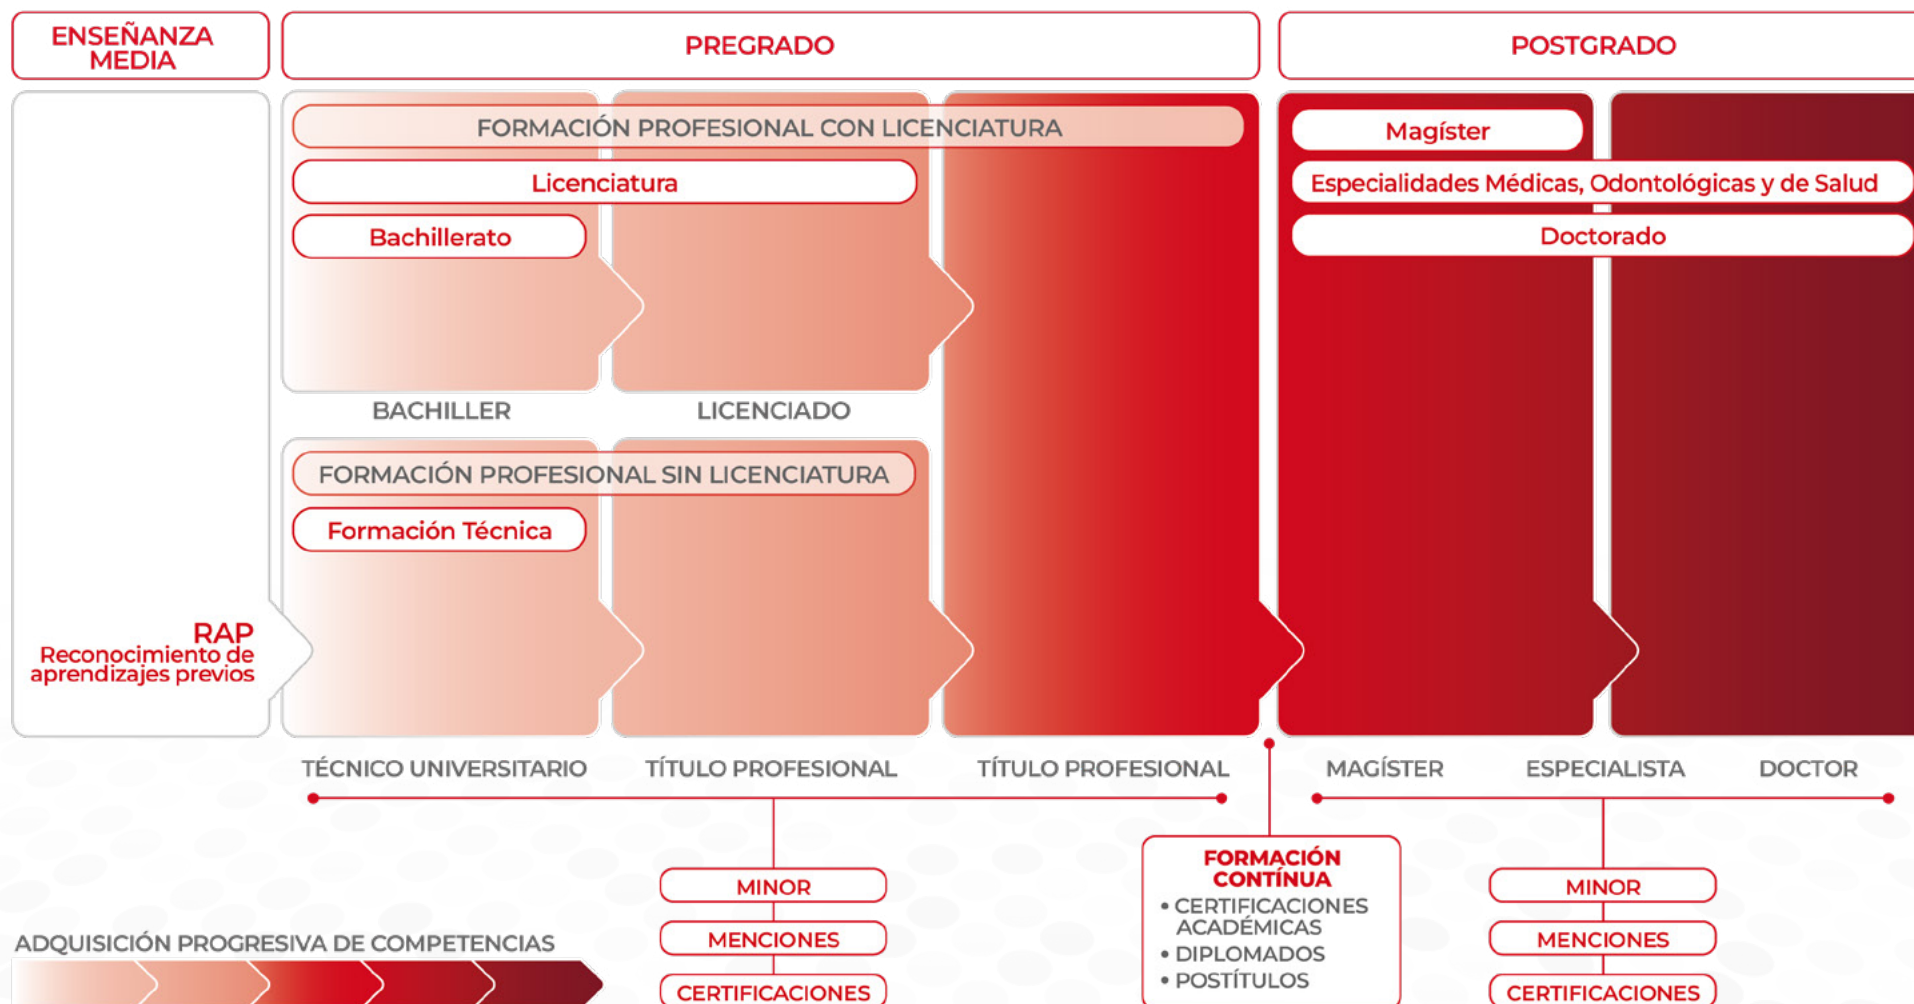 ENSEÑANZA
MEDIA
PREGRADO
POSTGRADO
FORMACIÓN PROFESIONAL CON LICENCIATURA
Licenciatura
Bachillerato
Magíster
Especialidades Médicas, Odontológicas y de Salud
Doctorado
BACHILLER
LICENCIADO
FORMACIÓN PROFESIONAL SIN LICENCIATURA
Formación Técnica
RAP
Reconocimiento de
aprendizajes previos
TÉCNICO UNIVERSITARIO
TÍTULO PROFESIONAL
TÍTULO PROFESIONAL
MAGÍSTER
ESPECIALISTA
DOCTOR
MINOR
MENCIONES
CERTIFICACIONES
FORMACIÓN
CONTÍNUA
• CERTIFICACIONES
ACADÉMICAS
• DIPLOMADOS
• POSTÍTULOS
MINOR
MENCIONES
CERTIFICACIONES
ADQUISICIÓN PROGRESIVA DE COMPETENCIAS